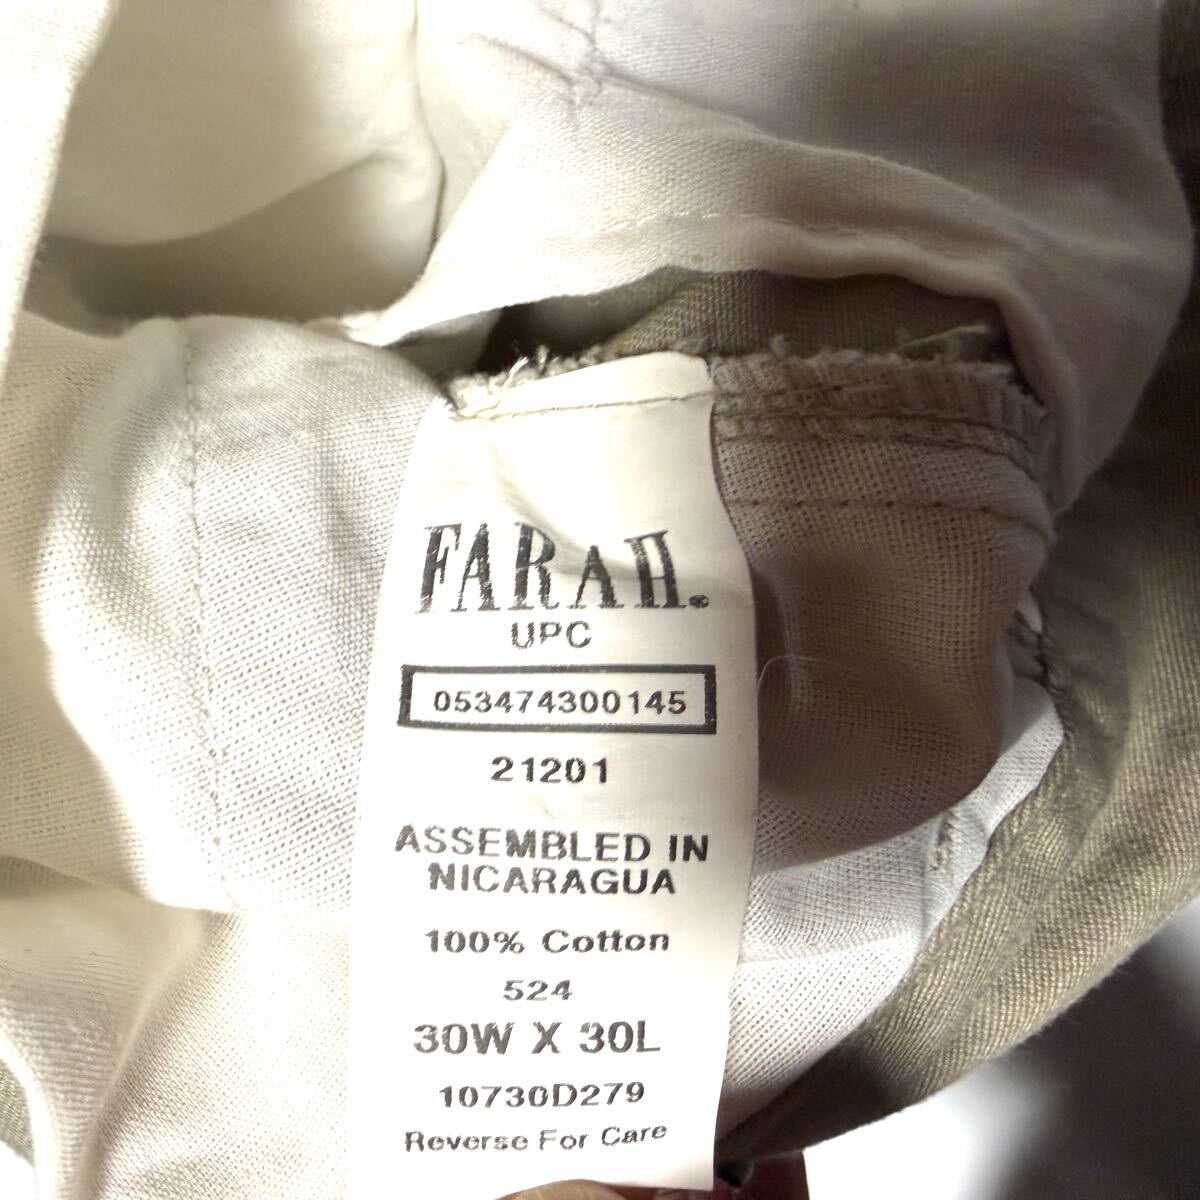 FARAH.
UPC
053474300145
21201
ASSEMBLED IN
NICARAGUA
100% Cotton
524
30W X 30L
10730D279
Reverse For Care